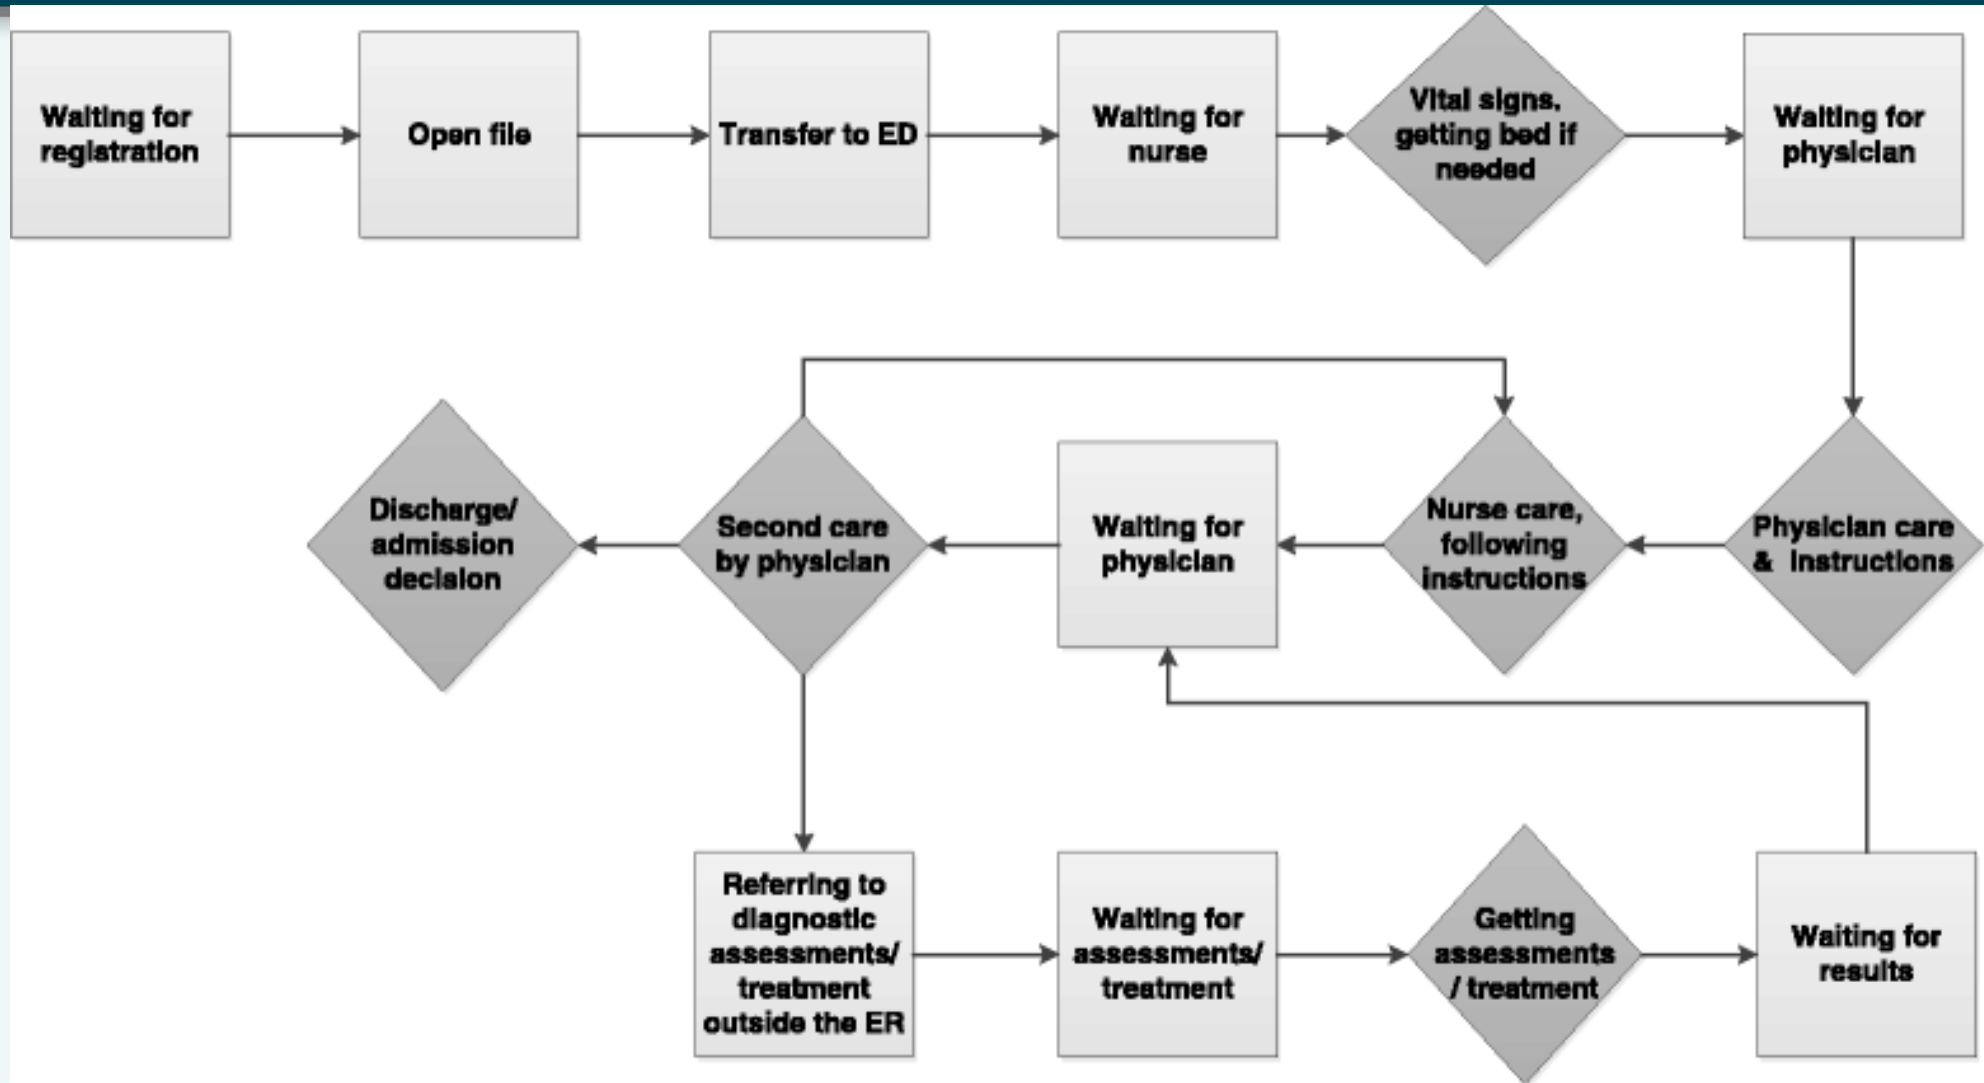 Waiting for
registration
Open file
Transfer to ED
Waiting for
nurse
Vital signs.
getting bed if
needed
Waiting for
physician
Discharge/
admission
decision
Second care
by physician
Waiting for
physician
Nurse care,
following
instructions
Physician care
& instructions
Referring to
diagnostic
assessments/
treatment
outside the ER
Waiting for
assessments/
treatment
Getting
assessments
/ treatment
Waiting for
results